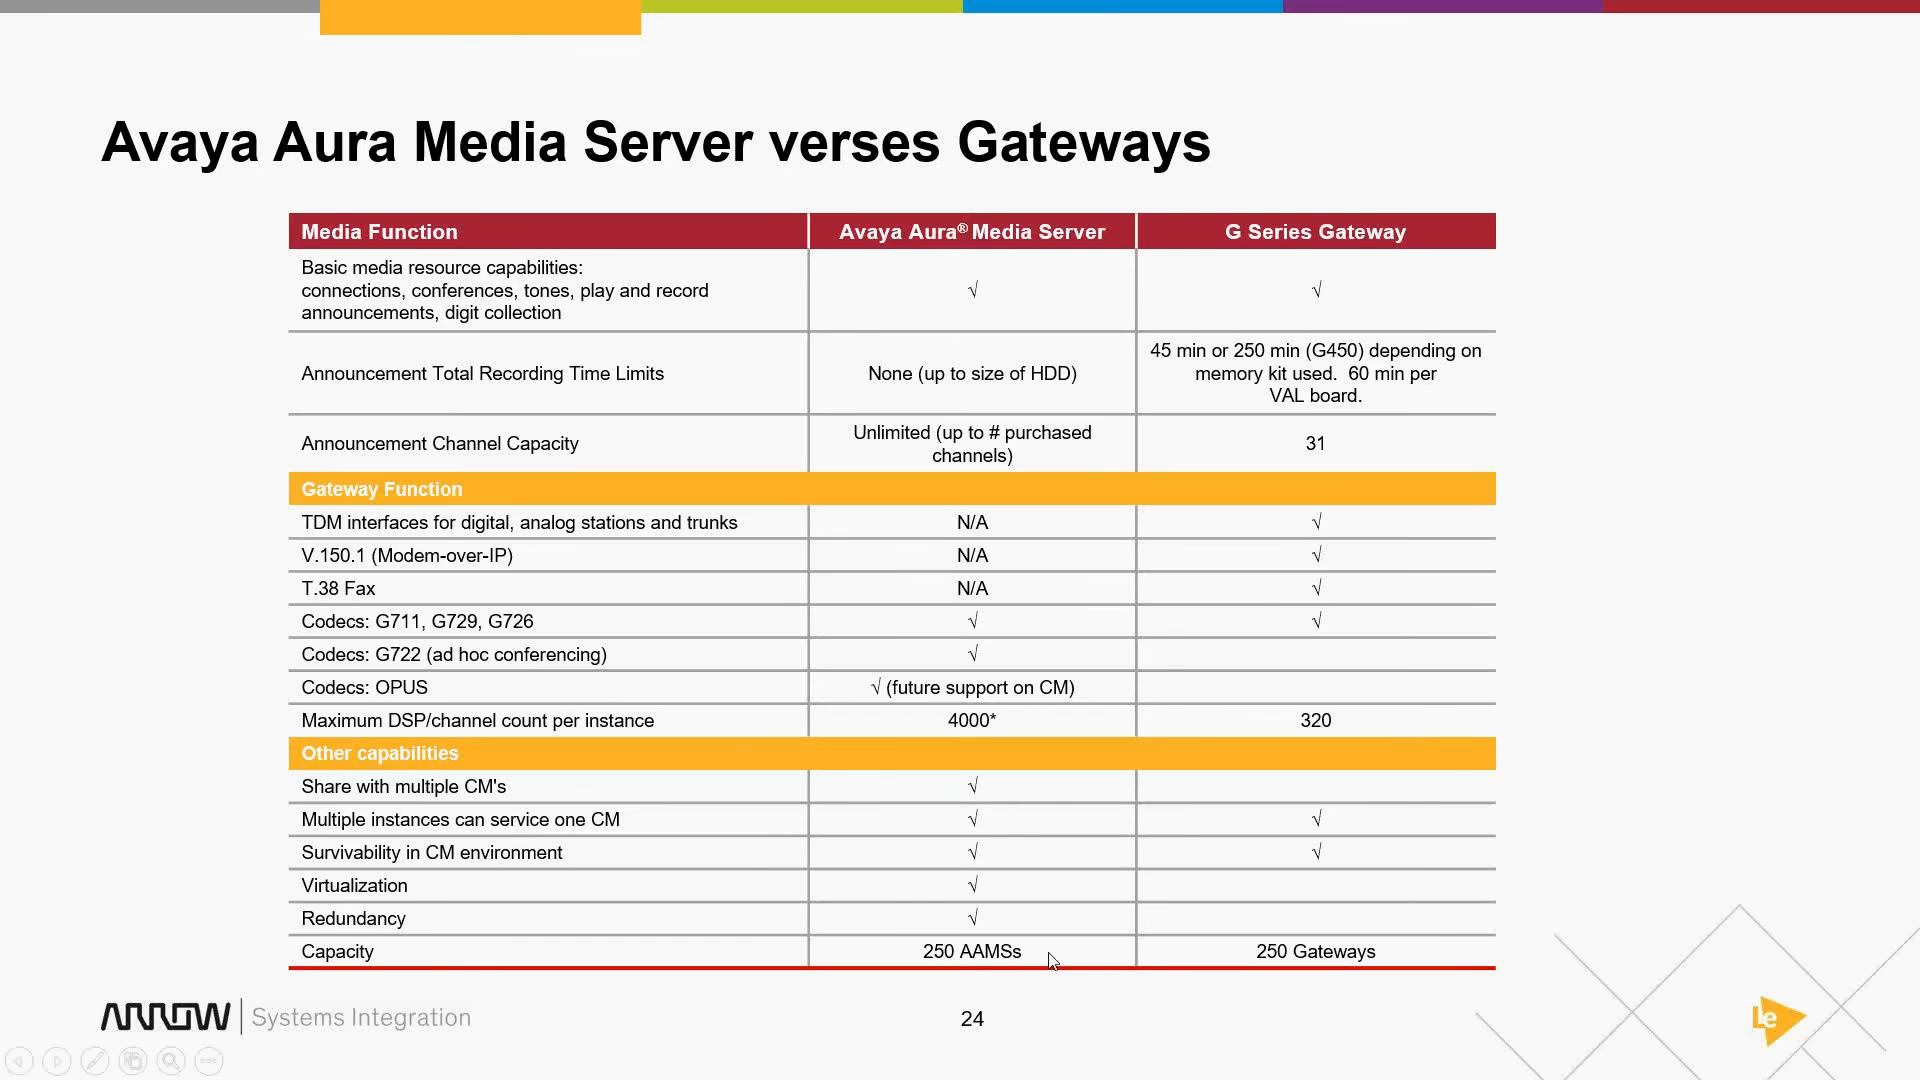 Avaya Aura Media Server verses Gateways
Media Function Avaya Aura® Media Server G Series Gateway
Basic media resource capabilities:
connections, conferences, tones, play and record
announcements, digit collection
√ √
Announcement Total Recording Time Limits
None (up to size of HDD)
45 min or 250 min (G450) depending on
memory kit used.  60 min per
VAL board.
Announcement Channel Capacity
Unlimited (up to # purchased
channels)
31
Gateway Function
TDM interfaces for digital, analog stations and trunks N/A √
V.150.1 (Modem-over-IP) N/A √
T.38 Fax N/A √
Codecs: G711, G729, G726 √ √
Codecs: G722 (ad hoc conferencing) √
Codecs: OPUS √ (future support on CM)
Maximum DSP/channel count per instance 4000* 320
Other capabilities
Share with multiple CM's √
Multiple instances can service one CM √ √
Survivability in CM environment √ √
Virtualization √
Redundancy √
Capacity 250 AAMSs 250 Gateways
ARROW Systems Integration
24
Le